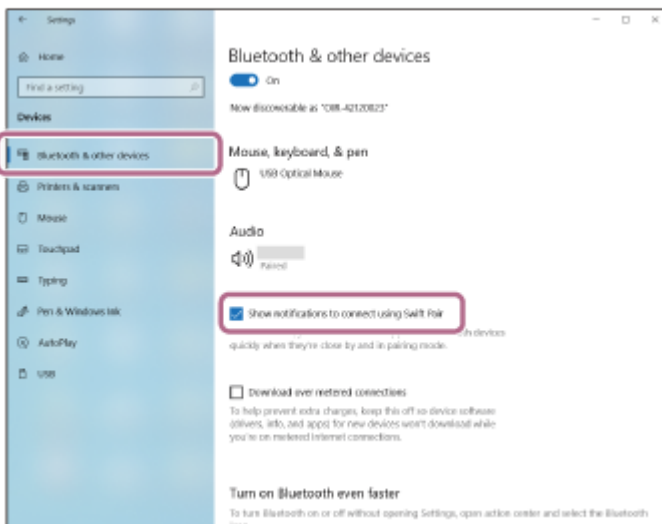 Settings
Home
Find a setting
Devices
Bluetooth & other devices
Printers & scanners
Mouse
Touchpad
Typing
Pen & Windows Ink
AutoPlay
USB
Bluetooth & other devices
On
Now discoverable as
Mouse, keyboard, & pen
USB Optical Mouse
Audio
Paired
Show notifications to connect using Swift Pair
devices
quickly when they're close by and in pairing mode.
Download over metered connections
To help prevent extra charges, keep this off so device software
(drivers, info, and apps) for new devices won't download while
you're on metered Internet connections.
Turn on Bluetooth even faster
To turn Bluetooth on or off without opening Settings, open action center and select the Bluetooth